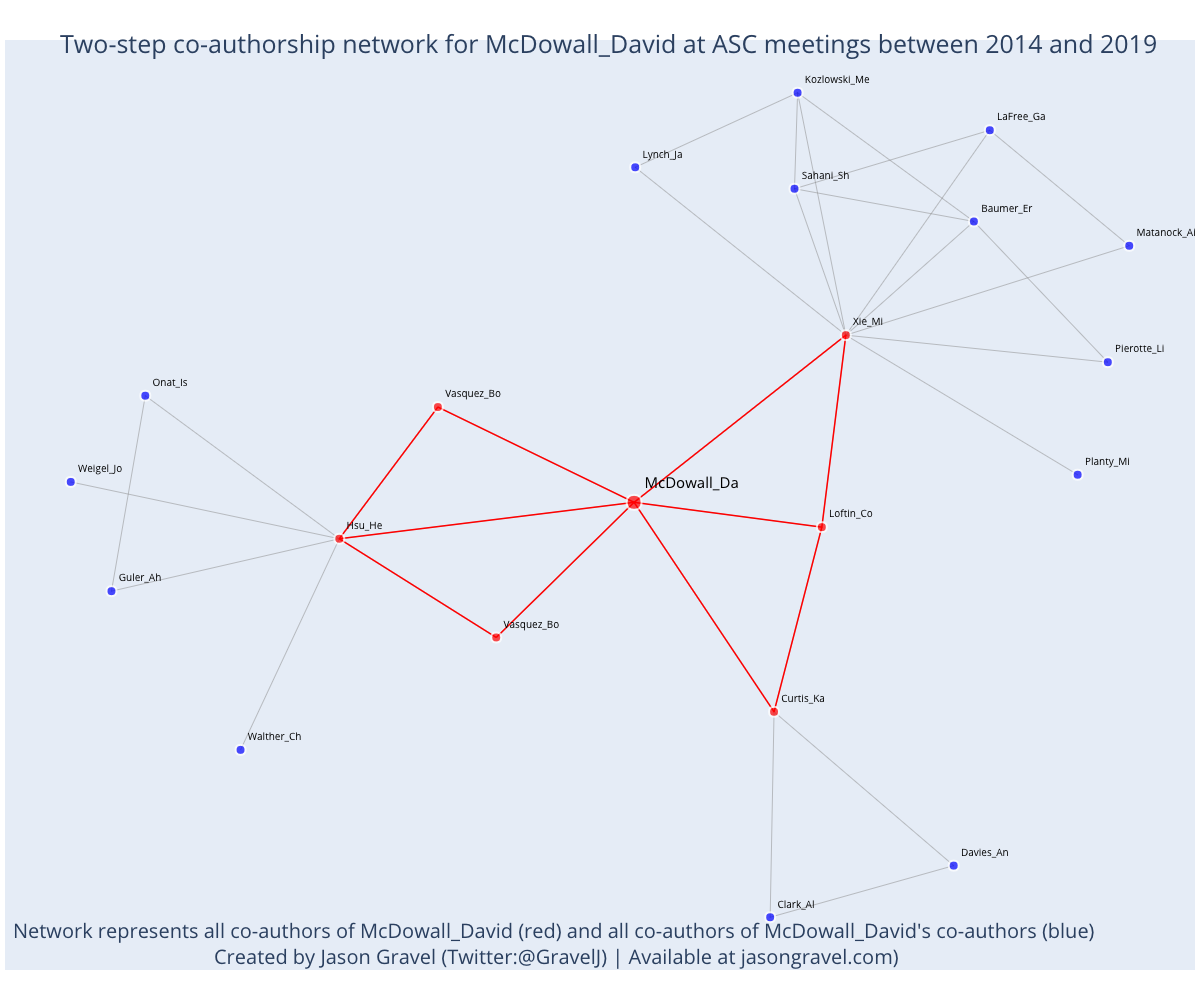 Two-step co-authorship network for McDowall_David at ASC meetings between 2014 and 2019
Kozlowski_Me
LaFree_Ga
Lynch_Ja
Sahani_Sh
Baumer_Er
Matanock_Ai
Xie_Mi
Pierotte_Li
Onat_Is
Vasquez_Bo
Weigel_Jo
Planty_Mi
McDowall_Da
Loftin_Co
Hsu_He
Guler_Ah
Vasquez_Bo
Curtis_Ka
Walther_Ch
Davies_An
Clark_Al
Network represents all co-authors of McDowall_David (red) and all co-authors of McDowall_David's co-authors (blue)
Created by Jason Gravel (Twitter:@GravelJ) | Available at jasongravel.com)